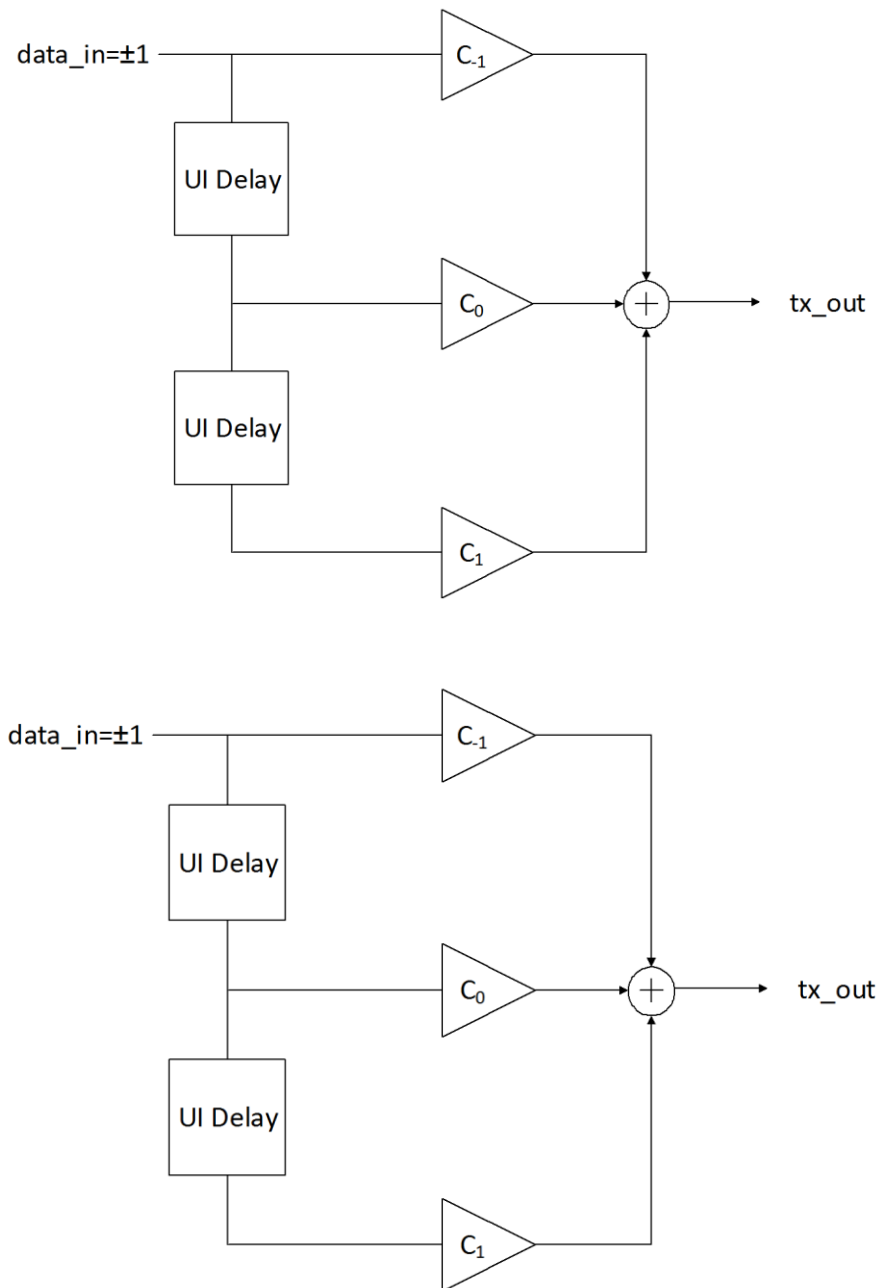 data_in=±1
C-1
UI Delay
C0
tx_out
UI Delay
C1
data_in=±1
C-1
UI Delay
C0
tx_out
UI Delay
C1